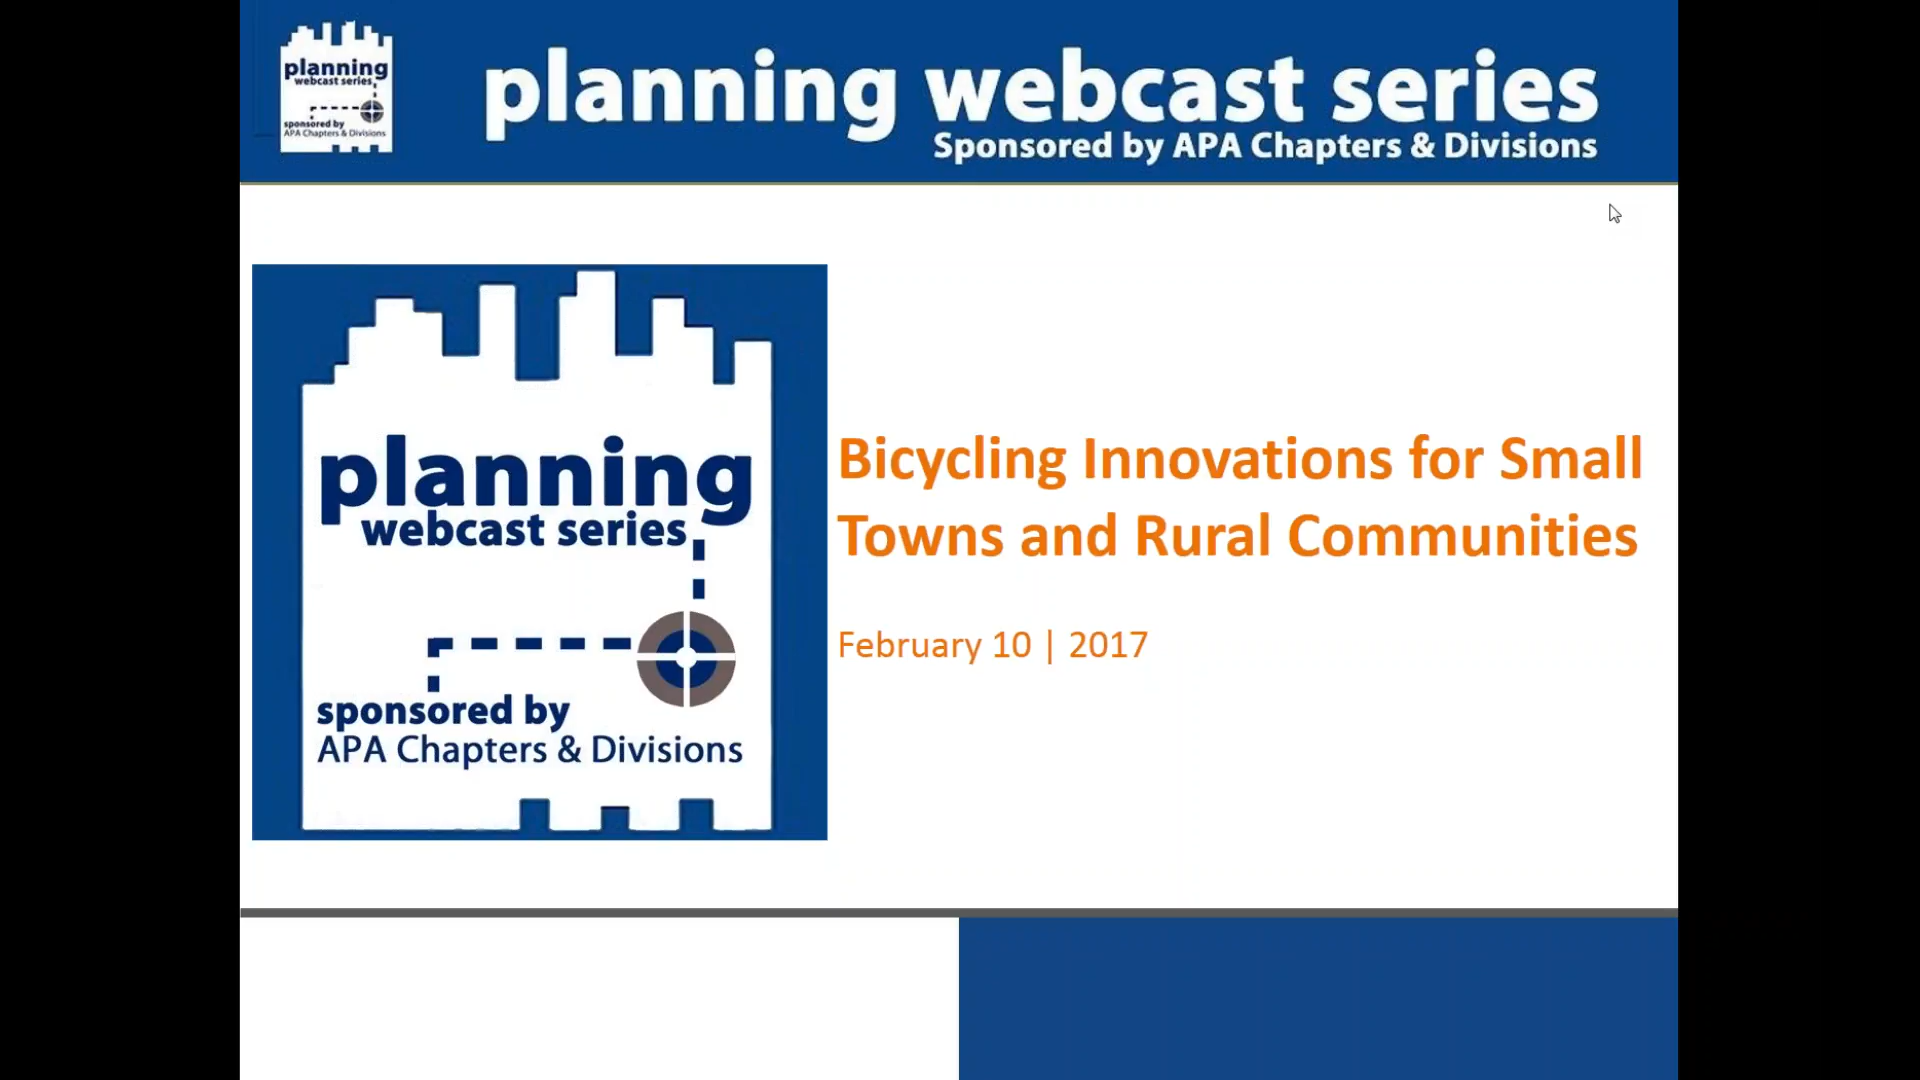 planning
webcast series
sponsored by
APA Chapters & Divisions
planning webcast series
Sponsored by APA Chapters & Divisions
planning
webcast series
sponsored by
APA Chapters & Divisions
Bicycling Innovations for Small
Towns and Rural Communities
February 10 | 2017